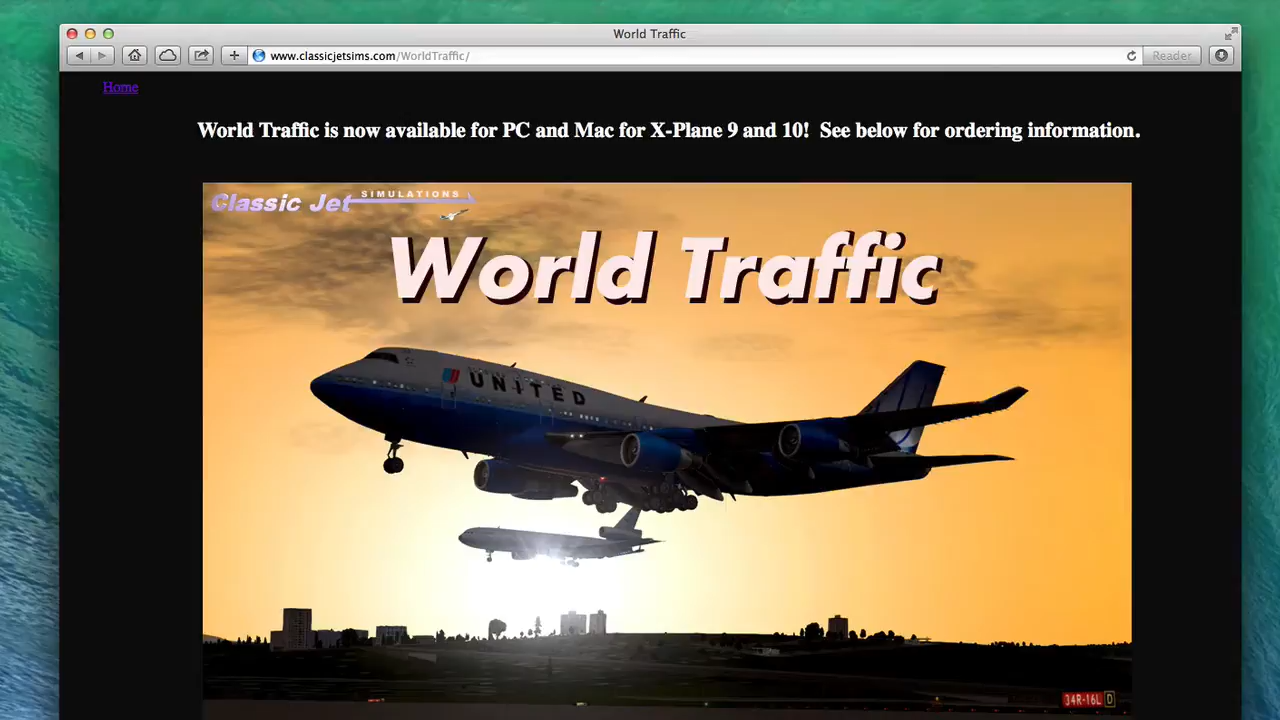 World Traffic
www.classicjetsims.com/WorldTraffic/
Reader
Home
World Traffic is now available for PC and Mac for X-Plane 9 and 10!  See below for ordering information.
Classic Jet SIMULATIONS
World Traffic
UNITED
34R-16L D